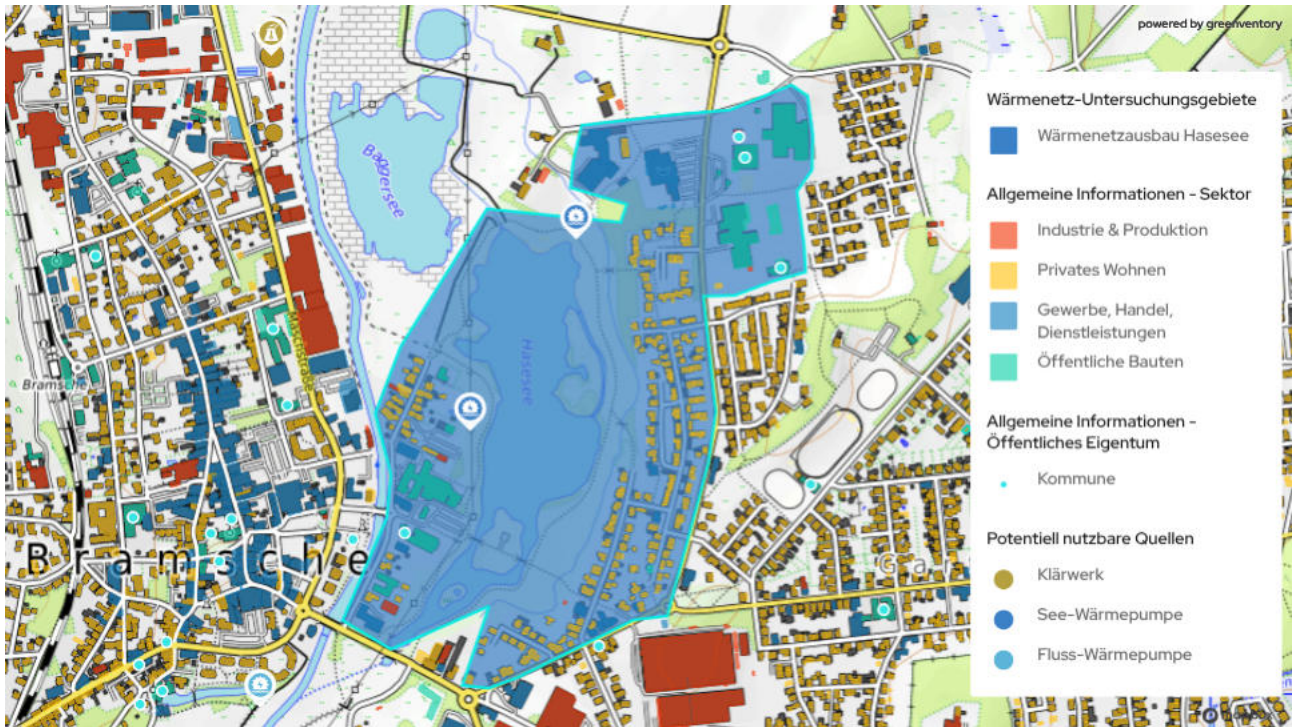 powered by greenventory
Wärmenetz-Untersuchungsgebiete
Wärmenetzausbau Hasesee
Allgemeine Informationen - Sektor
Industrie & Produktion
Privates Wohnen
Gewerbe, Handel,
Dienstleistungen
Öffentliche Bauten
Allgemeine Informationen -
Öffentliches Eigentum
Kommune
Potentiell nutzbare Quellen
Klärwerk
See-Wärmepumpe
Fluss-Wärmepumpe
Baggersee
Hasesee
Malgartener
Bramsche
Bramsche